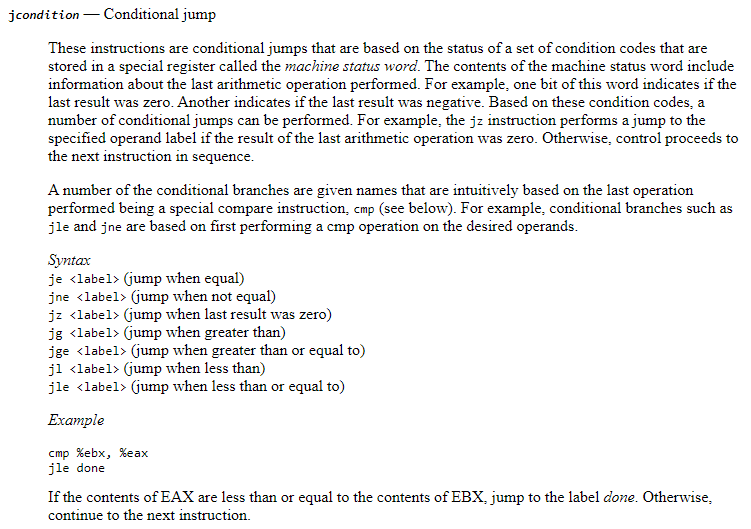 jcondition — Conditional jump
These instructions are conditional jumps that are based on the status of a set of condition codes that are
stored in a special register called the machine status word. The contents of the machine status word include
information about the last arithmetic operation performed. For example, one bit of this word indicates if the
last result was zero. Another indicates if the last result was negative. Based on these condition codes, a
number of conditional jumps can be performed. For example, the jz instruction performs a jump to the
specified operand label if the result of the last arithmetic operation was zero. Otherwise, control proceeds to
the next instruction in sequence.
A number of the conditional branches are given names that are intuitively based on the last operation
performed being a special compare instruction, cmp (see below). For example, conditional branches such as
jle and jne are based on first performing a cmp operation on the desired operands.
Syntax
je <label> (jump when equal)
jne <label> (jump when not equal)
jz <label> (jump when last result was zero)
jg <label> (jump when greater than)
jge <label> (jump when greater than or equal to)
jl <label> (jump when less than)
jle <label> (jump when less than or equal to)
Example
cmp %ebx, %eax
jle done
If the contents of EAX are less than or equal to the contents of EBX, jump to the label done. Otherwise,
continue to the next instruction.